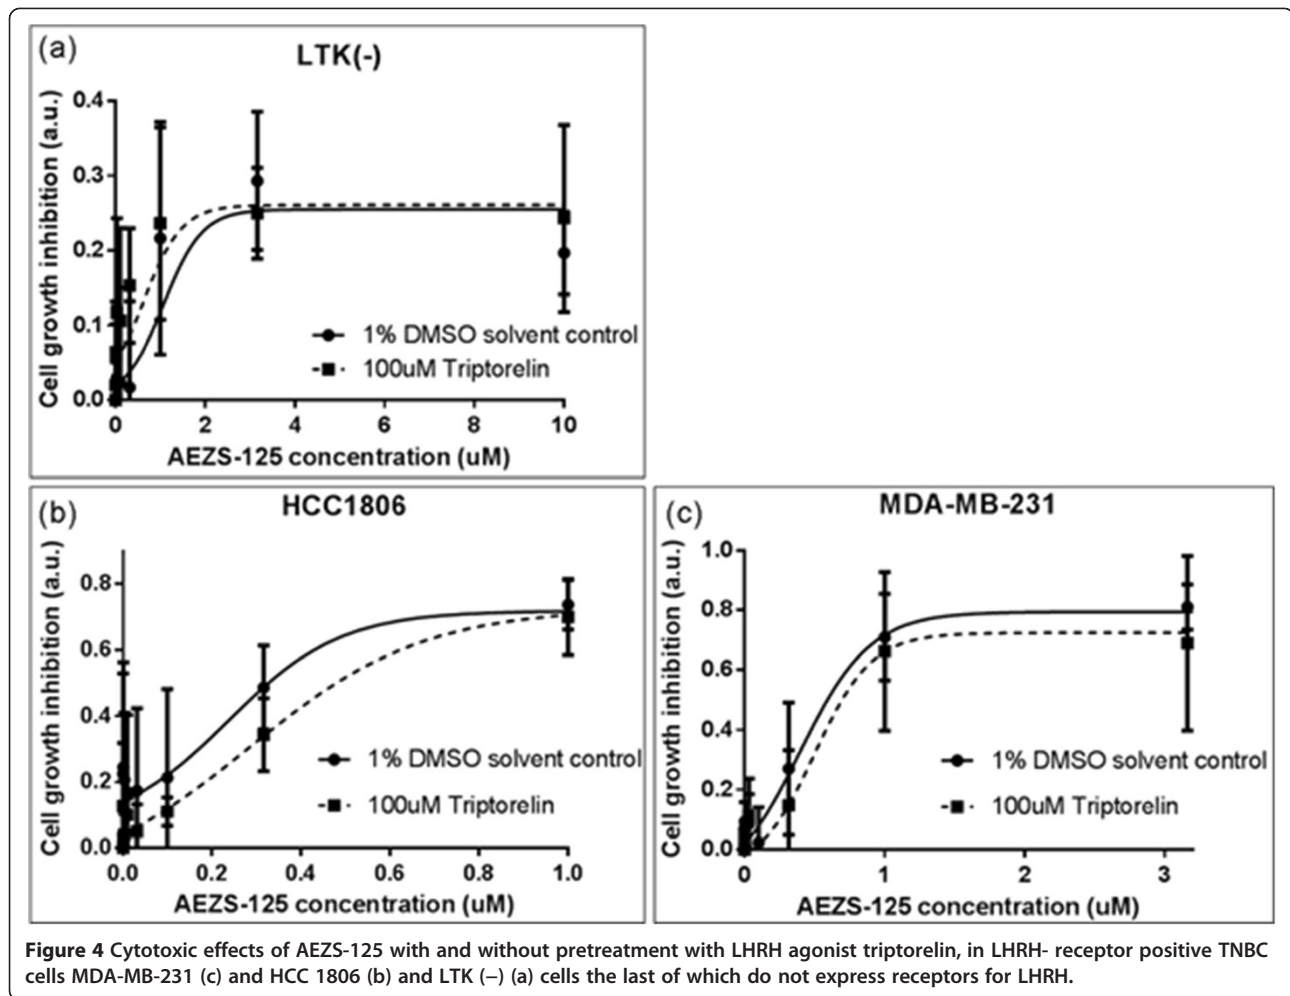 (a)
LTK(-)
Cell growth inhibition (a.u.)
0.4
0.3
0.2
0.1
0.0
1% DMSO solvent control
100uM Triptorelin
0 2 4 6 8 10
AEZS-125 concentration (uM)
(b)
HCC1806
Cell growth inhibition (a.u.)
0.8
0.6
0.4
0.2
0.0
1% DMSO solvent control
100uM Triptorelin
0.0 0.2 0.4 0.6 0.8 1.0
AEZS-125 concentration (uM)
(c)
MDA-MB-231
Cell growth inhibition (a.u.)
1.0
0.8
0.6
0.4
0.2
0.0
1% DMSO solvent control
100uM Triptorelin
0 1 2 3
AEZS-125 concentration (uM)
Figure 4 Cytotoxic effects of AEZS-125 with and without pretreatment with LHRH agonist triptorelin, in LHRH- receptor positive TNBC
cells MDA-MB-231 (c) and HCC 1806 (b) and LTK (−) (a) cells the last of which do not express receptors for LHRH.